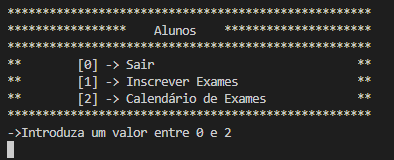 ****************************************************
*****************    Alunos    *********************
****************************************************
**        [0] -> Sair                             **
**        [1] -> Inscrever Exames                 **
**        [2] -> Calendário de Exames             **
****************************************************
->Introduza um valor entre 0 e 2